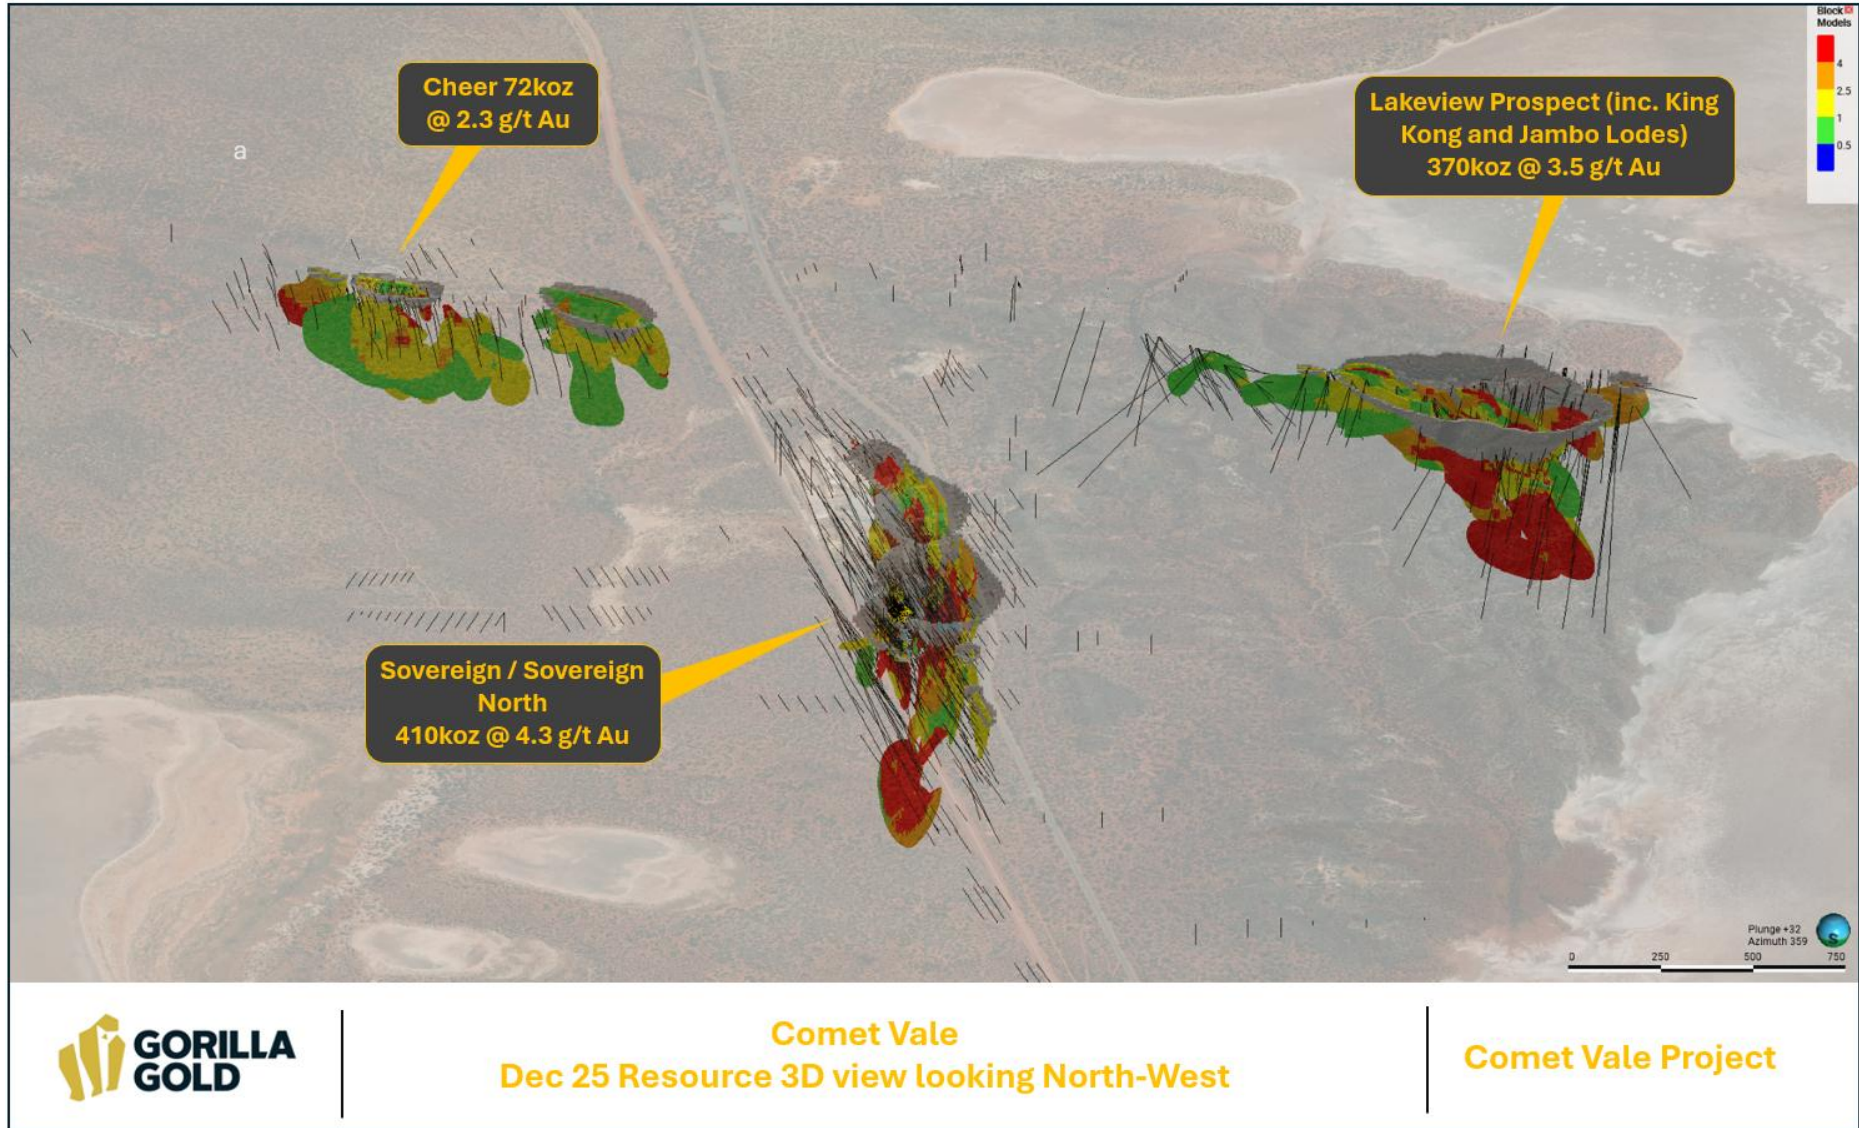 Block
Models
4
2.5
1
0.5
Cheer 72koz
@ 2.3 g/t Au
a
Lakeview Prospect (inc. King
Kong and Jambo Lodes)
370koz @ 3.5 g/t Au
Sovereign / Sovereign
North
410koz @ 4.3 g/t Au
Plunge +32
Azimuth 359
S
0 250 500 750
GORILLA
GOLD
Comet Vale
Dec 25 Resource 3D view looking North-West
Comet Vale Project